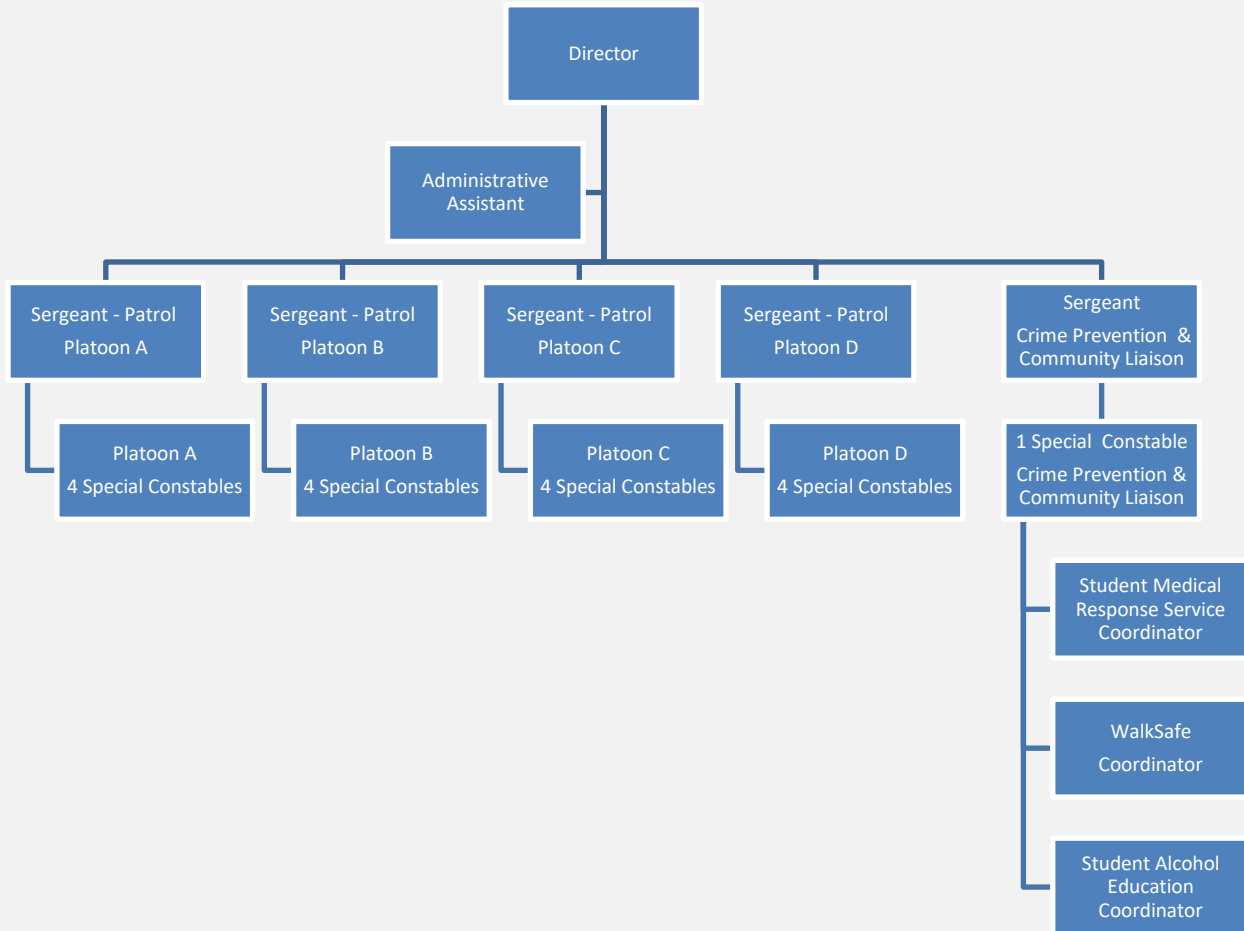 Director
Administrative
Assistant
Sergeant - Patrol
Platoon A
Sergeant - Patrol
Platoon B
Sergeant - Patrol
Platoon C
Sergeant - Patrol
Platoon D
Sergeant
Crime Prevention &
Community Liaison
Platoon A
4 Special Constables
Platoon B
4 Special Constables
Platoon C
4 Special Constables
Platoon D
4 Special Constables
1 Special Constable
Crime Prevention &
Community Liaison
Student Medical
Response Service
Coordinator
WalkSafe
Coordinator
Student Alcohol
Education
Coordinator